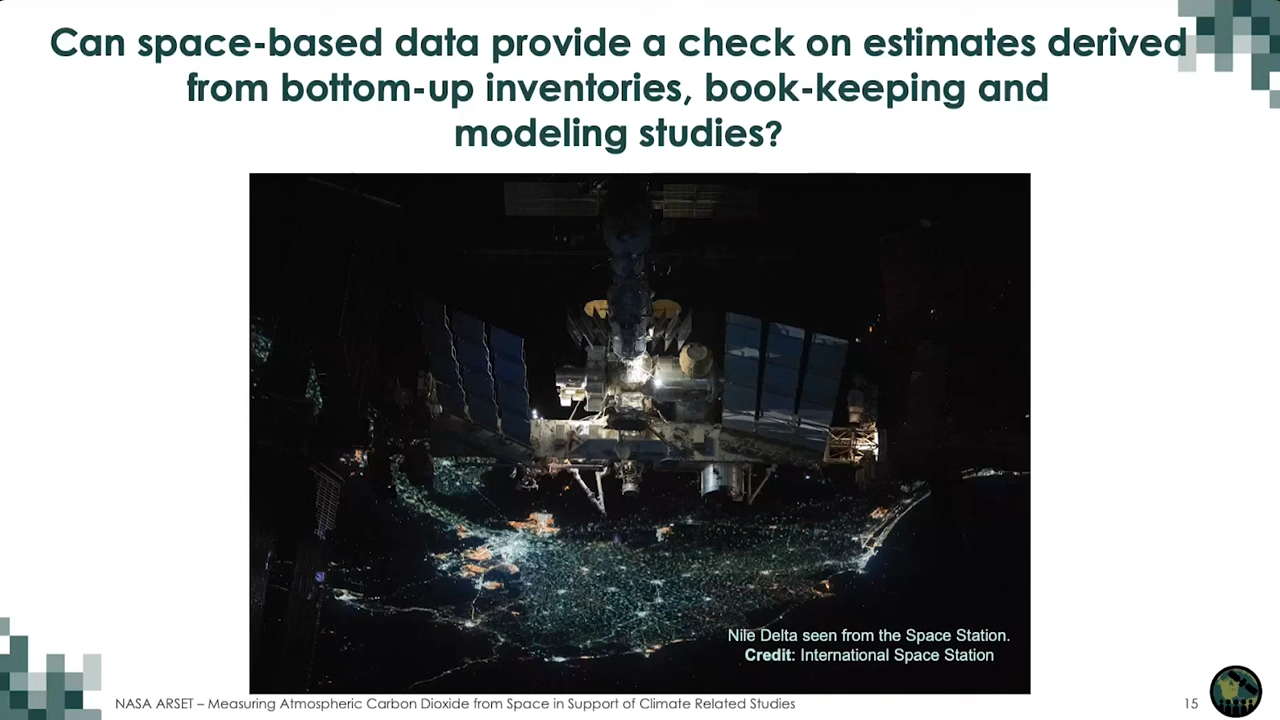 Can space-based data provide a check on estimates derived
from bottom-up inventories, book-keeping and
modeling studies?
Nile Delta seen from the Space Station.
Credit: International Space Station
NASA ARSET – Measuring Atmospheric Carbon Dioxide from Space in Support of Climate Related Studies
15